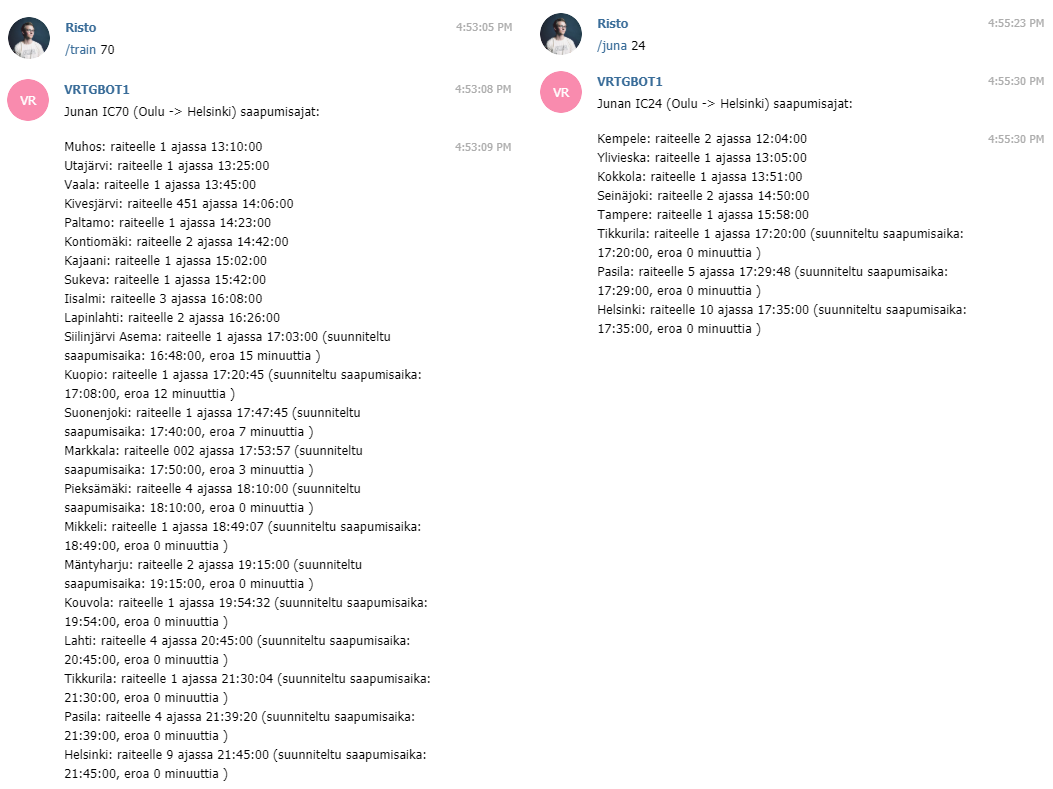 Risto
4:53:05 PM
/train 70
VR
VRTGBOT1
4:53:08 PM
Junan IC70 (Oulu -> Helsinki) saapumisajat:
Muhos: raiteelle 1 ajassa 13:10:00
4:53:09 PM
Utajärvi: raiteelle 1 ajassa 13:25:00
Vaala: raiteelle 1 ajassa 13:45:00
Kivesjärvi: raiteelle 451 ajassa 14:06:00
Paltamo: raiteelle 1 ajassa 14:23:00
Kontiomäki: raiteelle 2 ajassa 14:42:00
Kajaani: raiteelle 1 ajassa 15:02:00
Sukeva: raiteelle 1 ajassa 15:42:00
Iisalmi: raiteelle 3 ajassa 16:08:00
Lapinlahti: raiteelle 2 ajassa 16:26:00
Siilinjärvi Asema: raiteelle 1 ajassa 17:03:00 (suunniteltu
saapumisaika: 16:48:00, eroa 15 minuuttia )
Kuopio: raiteelle 1 ajassa 17:20:45 (suunniteltu saapumisaika:
17:08:00, eroa 12 minuuttia )
Suonenjoki: raiteelle 1 ajassa 17:47:45 (suunniteltu
saapumisaika: 17:40:00, eroa 7 minuuttia )
Markkala: raiteelle 002 ajassa 17:53:57 (suunniteltu
saapumisaika: 17:50:00, eroa 3 minuuttia )
Pieksämäki: raiteelle 4 ajassa 18:10:00 (suunniteltu
saapumisaika: 18:10:00, eroa 0 minuuttia )
Mikkeli: raiteelle 1 ajassa 18:49:07 (suunniteltu saapumisaika:
18:49:00, eroa 0 minuuttia )
Mäntyharju: raiteelle 2 ajassa 19:15:00 (suunniteltu
saapumisaika: 19:15:00, eroa 0 minuuttia )
Kouvola: raiteelle 1 ajassa 19:54:32 (suunniteltu saapumisaika:
19:54:00, eroa 0 minuuttia )
Lahti: raiteelle 4 ajassa 20:45:00 (suunniteltu saapumisaika:
20:45:00, eroa 0 minuuttia )
Tikkurila: raiteelle 1 ajassa 21:30:04 (suunniteltu saapumisaika:
21:30:00, eroa 0 minuuttia )
Pasila: raiteelle 4 ajassa 21:39:20 (suunniteltu saapumisaika:
21:39:00, eroa 0 minuuttia )
Helsinki: raiteelle 9 ajassa 21:45:00 (suunniteltu saapumisaika:
21:45:00, eroa 0 minuuttia )
Risto
4:55:23 PM
/juna 24
VR
VRTGBOT1
4:55:30 PM
Junan IC24 (Oulu -> Helsinki) saapumisajat:
Kempele: raiteelle 2 ajassa 12:04:00
4:55:30 PM
Ylivieska: raiteelle 1 ajassa 13:05:00
Kokkola: raiteelle 1 ajassa 13:51:00
Seinäjoki: raiteelle 2 ajassa 14:50:00
Tampere: raiteelle 1 ajassa 15:58:00
Tikkurila: raiteelle 1 ajassa 17:20:00 (suunniteltu saapumisaika:
17:20:00, eroa 0 minuuttia )
Pasila: raiteelle 5 ajassa 17:29:48 (suunniteltu saapumisaika:
17:29:00, eroa 0 minuuttia )
Helsinki: raiteelle 10 ajassa 17:35:00 (suunniteltu saapumisaika:
17:35:00, eroa 0 minuuttia )